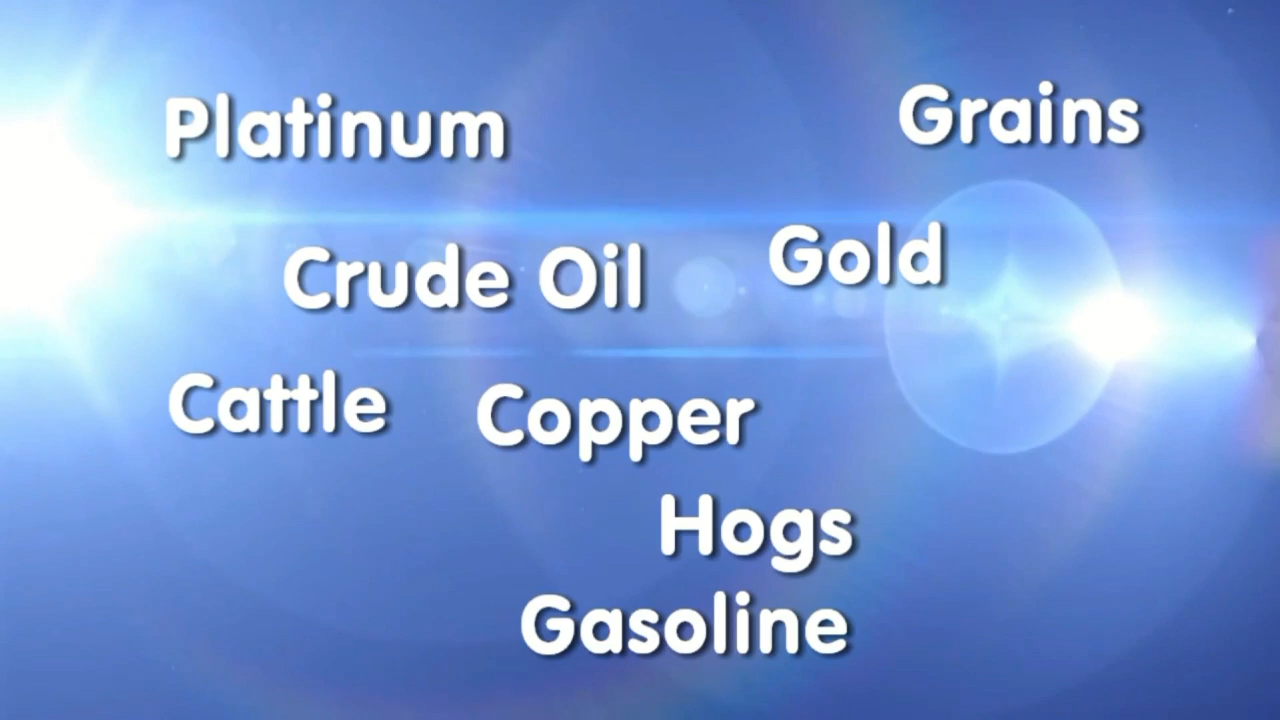 Platinum
Grains
Crude Oil
Gold
Cattle
Copper
Hogs
Gasoline